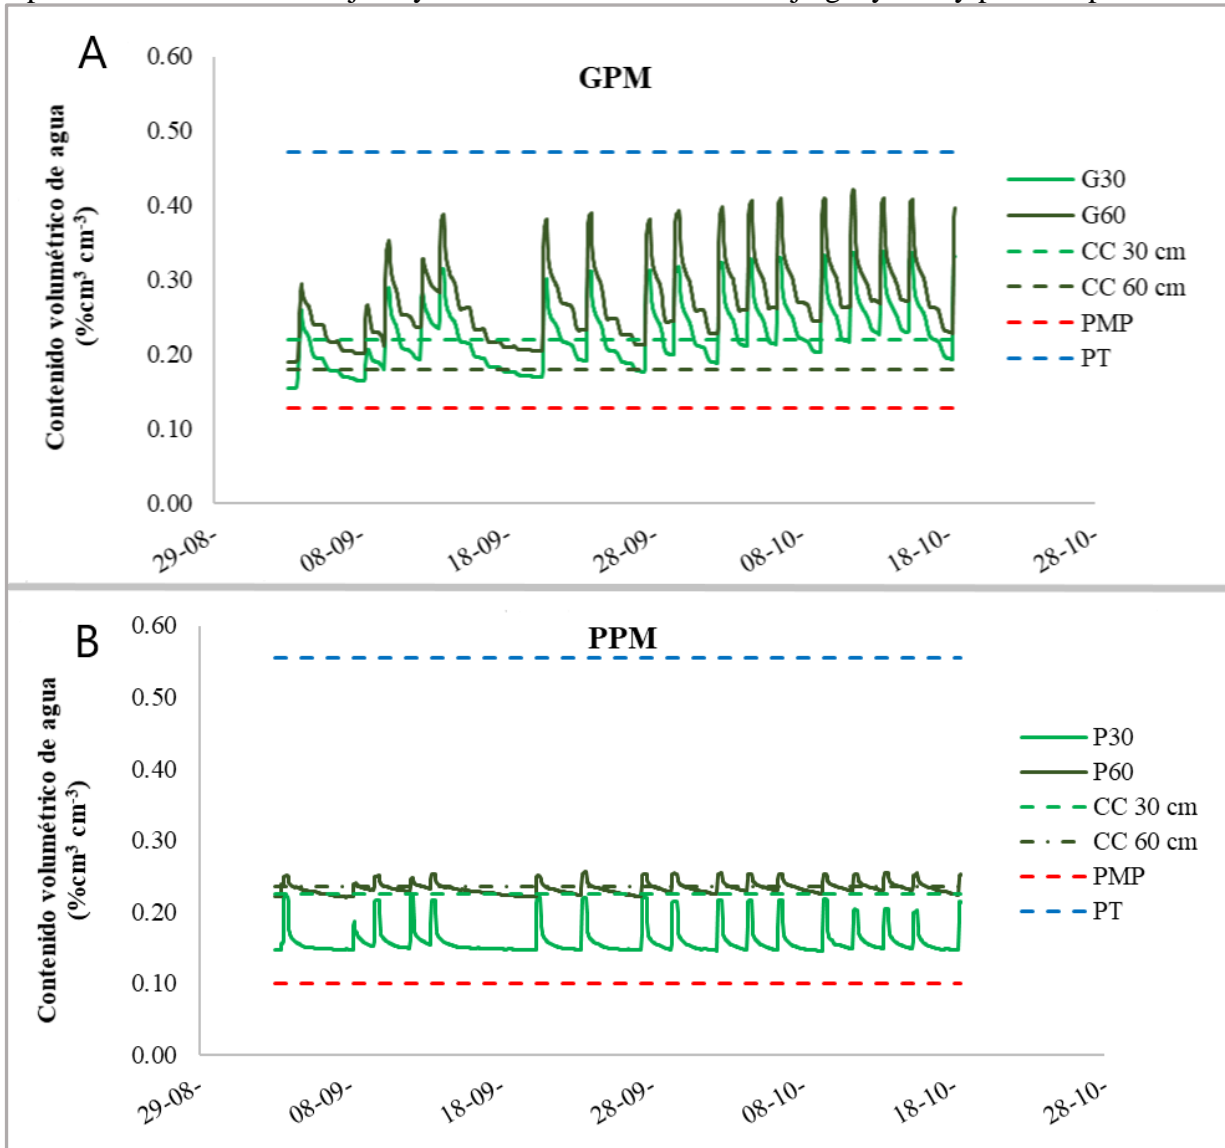 A
GPM
Contenido volumétrico de agua
(%cm³ cm⁻³)
0.60
0.50
0.40
0.30
0.20
0.10
0.00
29-08-
08-09-
18-09-
28-09-
08-10-
18-10-
28-10-
G30
G60
CC 30 cm
CC 60 cm
PMP
PT
B
PPM
Contenido volumétrico de agua
(%cm³ cm⁻³)
0.60
0.50
0.40
0.30
0.20
0.10
0.00
29-08-
08-09-
18-09-
28-09-
08-10-
18-10-
28-10-
P30
P60
CC 30 cm
CC 60 cm
PMP
PT